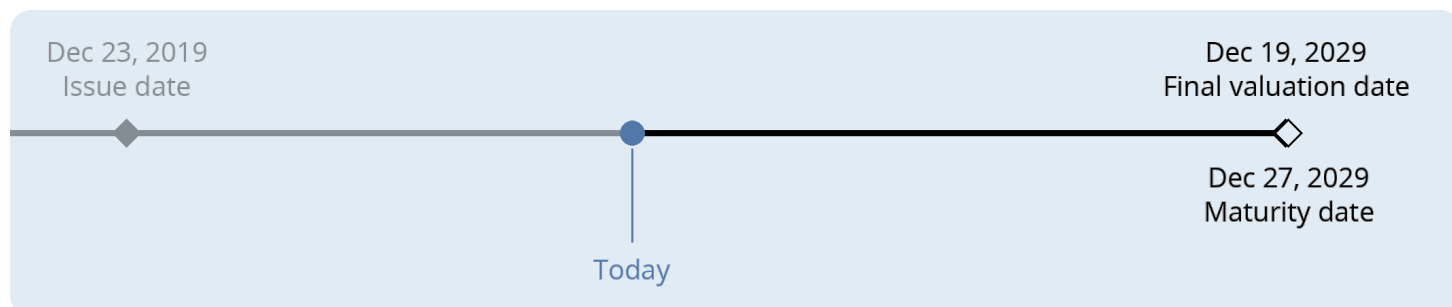 Dec 23, 2019
Issue date
Dec 19, 2029
Final valuation date
Dec 27, 2029
Maturity date
Today